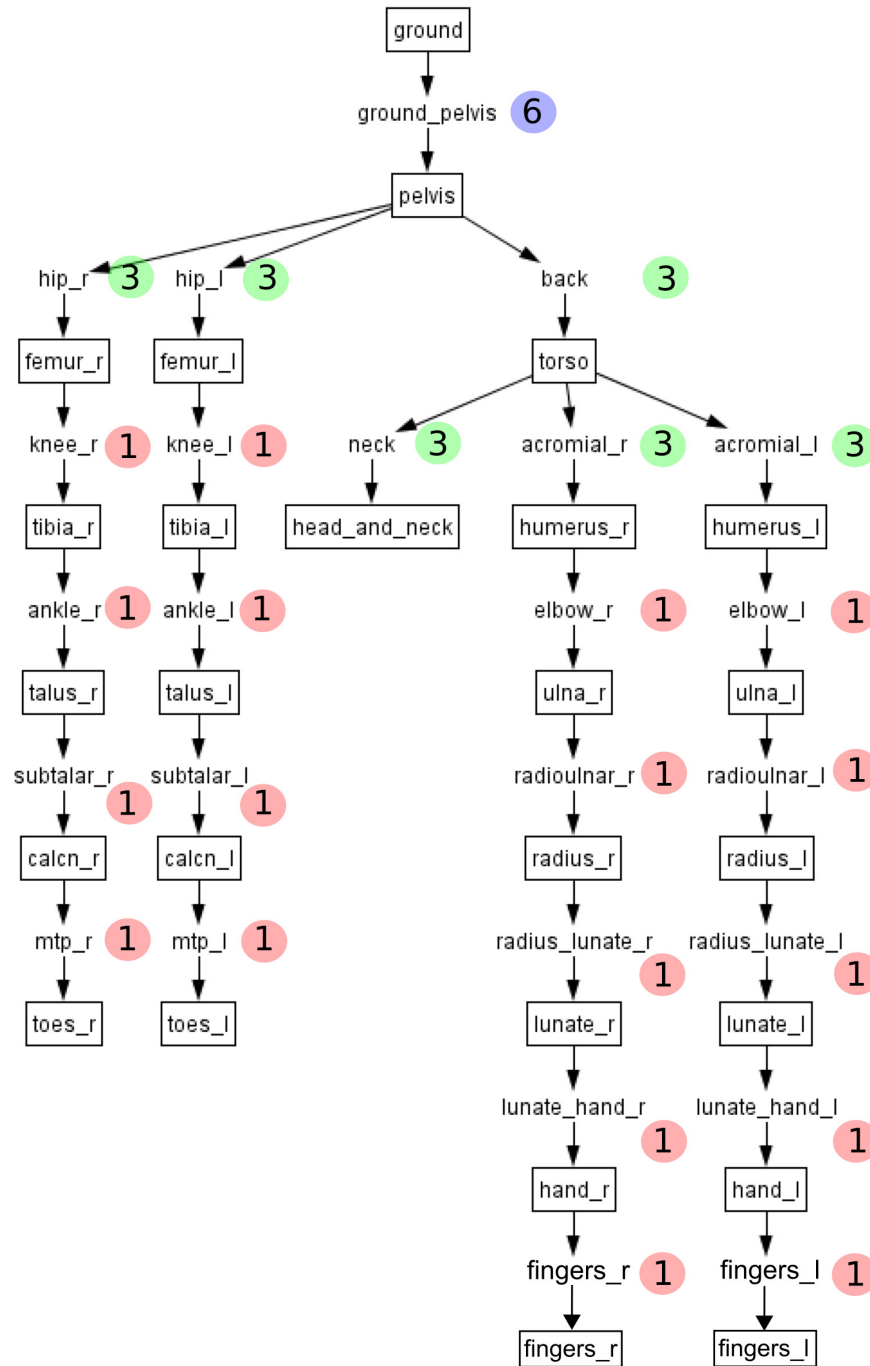 ground
ground_pelvis 6
pelvis
hip_r 3 hip_l 3 back 3
femur_r femur_l torso
knee_r 1 knee_l 1 neck 3 acromial_r 3 acromial_l 3
tibia_r tibia_l head_and_neck humerus_r humerus_l
ankle_r 1 ankle_l 1 elbow_r 1 elbow_l 1
talus_r talus_l ulna_r ulna_l
subtalar_r 1 subtalar_l 1 radioulnar_r 1 radioulnar_l 1
calcn_r calcn_l radius_r radius_l
mtp_r 1 mtp_l 1 radius_lunate_r 1 radius_lunate_l 1
toes_r toes_l lunate_r lunate_l
lunate_hand_r 1 lunate_hand_l 1
hand_r hand_l
fingers_r 1 fingers_l 1
fingers_r fingers_l